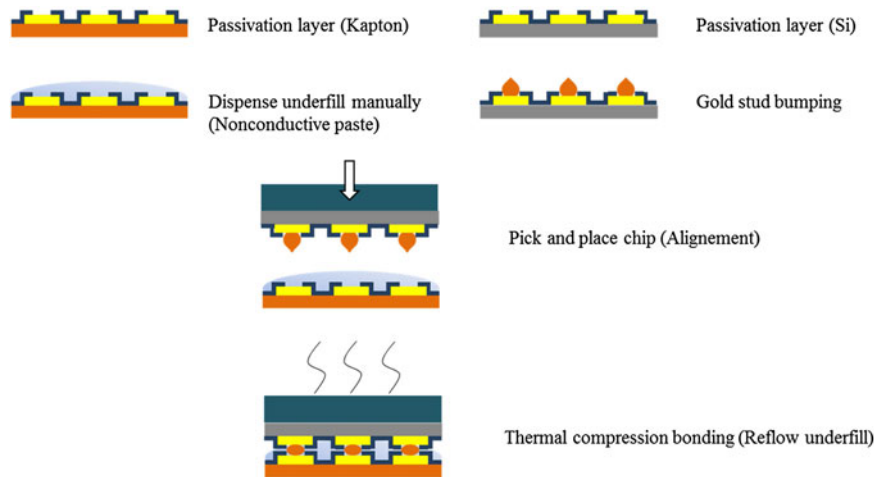 Passivation layer (Kapton)
Passivation layer (Si)
Dispense underfill manually
(Nonconductive paste)
Gold stud bumping
Pick and place chip (Alignement)
Thermal compression bonding (Reflow underfill)